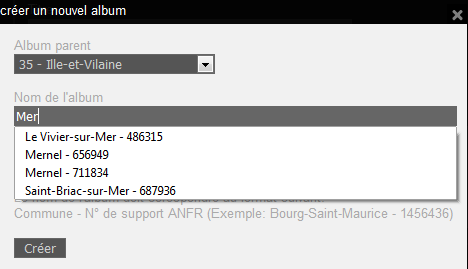 créer un nouvel album
Album parent
35 - Ille-et-Vilaine
Nom de l'album
Mer
Le Vivier-sur-Mer - 486315
Mernel - 656949
Mernel - 711834
Saint-Briac-sur-Mer - 687936
Commune - N° de support ANFR (Exemple: Bourg-Saint-Maurice - 1456436)
Créer